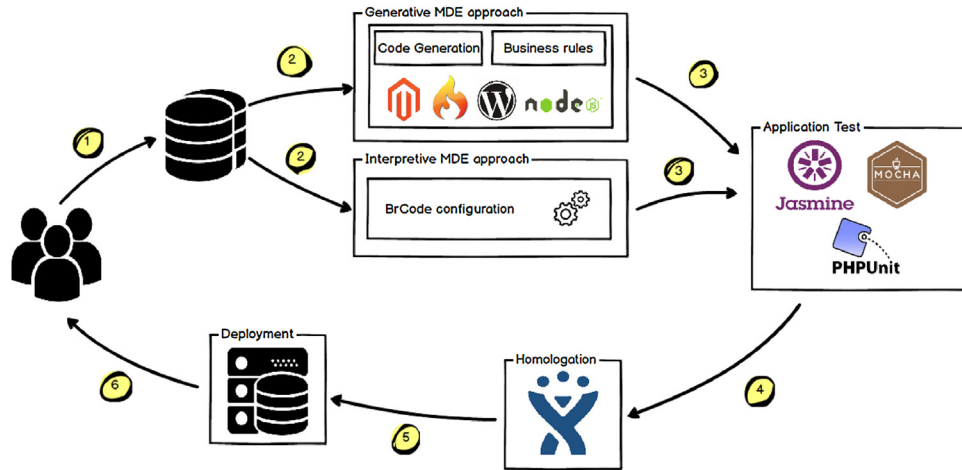 Generative MDE approach
Code Generation
Business rules
node
JS
2
3
1
Application Test
2
Interpretive MDE approach
3
BrCode configuration
Jasmine
MOCHA
PHPUnit
Deployment
Homologation
6
5
4